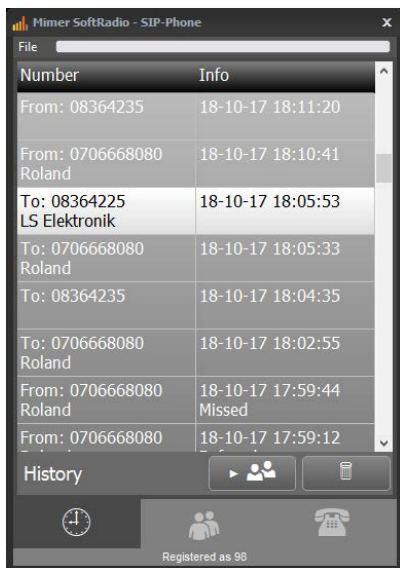 Mimer SoftRadio - SIP-Phone
x
File
Number Info
From: 08364235 18-10-17 18:11:20
From: 0706668080 18-10-17 18:10:41
Roland
To: 08364225 18-10-17 18:05:53
LS Elektronik
To: 0706668080 18-10-17 18:05:33
Roland
To: 08364235 18-10-17 18:04:35
To: 0706668080 18-10-17 18:02:55
Roland
From: 0706668080 18-10-17 17:59:44
Roland Missed
From: 0706668080 18-10-17 17:59:12
History
Registered as 98